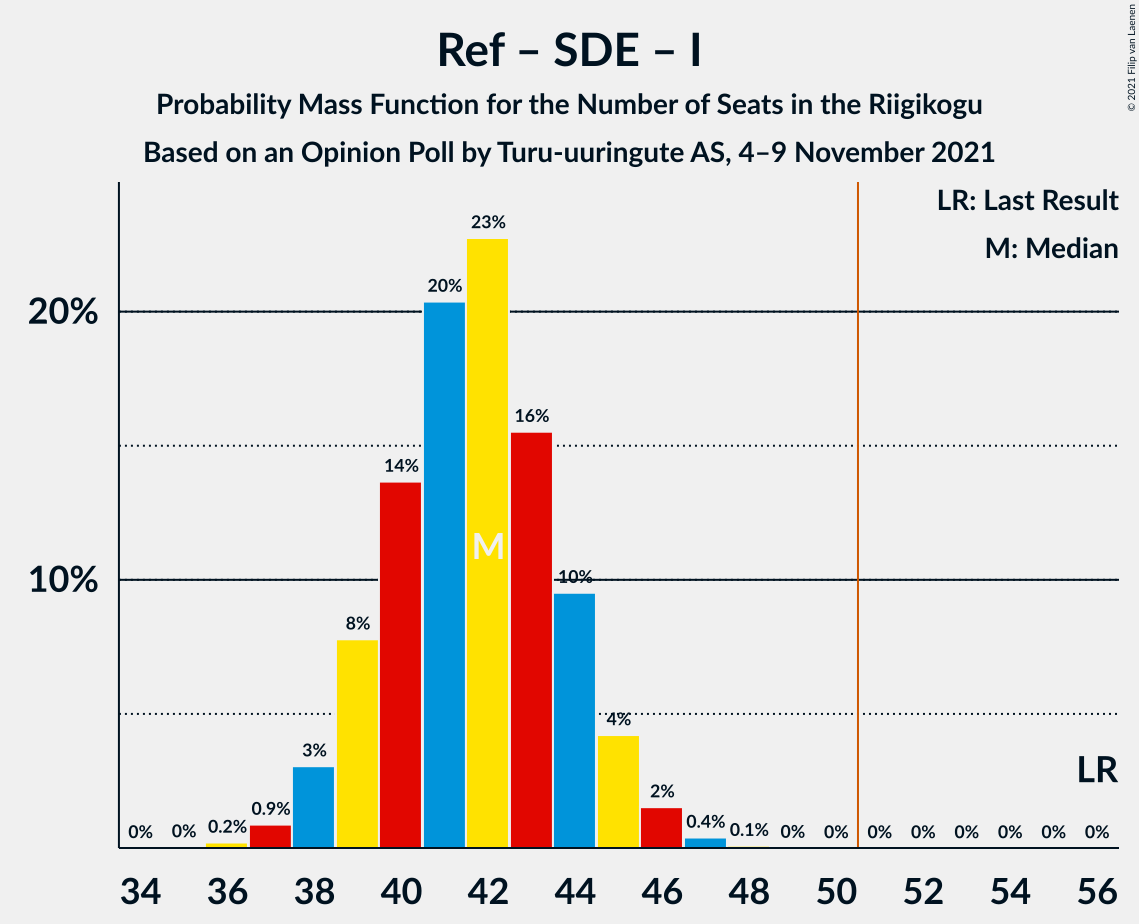 Ref – SDE – I
Probability Mass Function for the Number of Seats in the Riigikogu
Based on an Opinion Poll by Turu-uuringute AS, 4–9 November 2021
© 2021 Filip van Laenen
LR: Last Result
M: Median
23%
20%
20%
16%
14%
M
10%
10%
8%
4%
3%
LR
2%
0% 0% 0.2% 0.9% 0.4% 0.1% 0% 0% 0% 0% 0% 0% 0% 0%
34 36 38 40 42 44 46 48 50 52 54 56